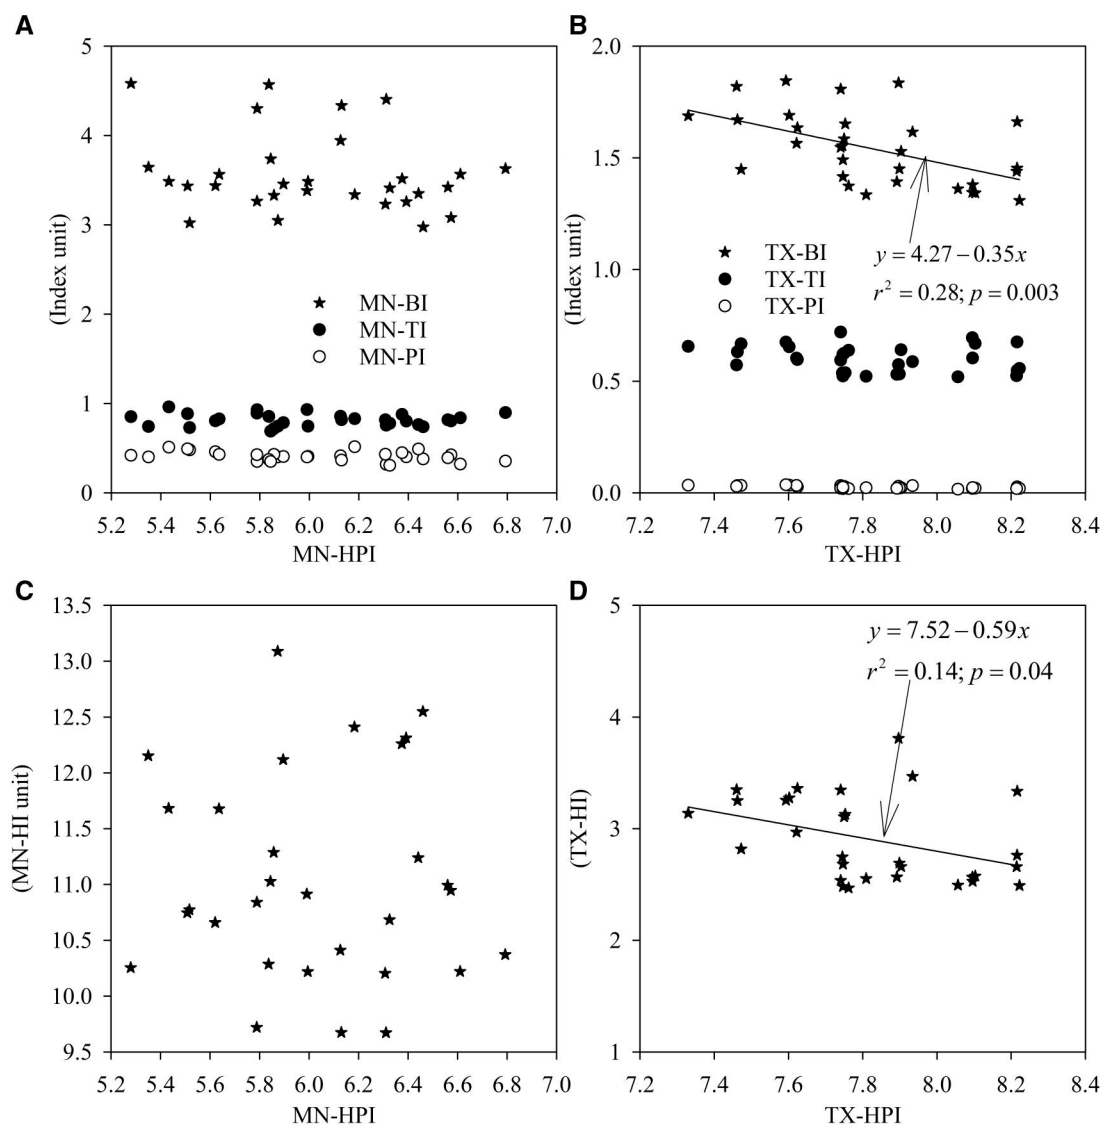 A
B
5
4
3
2
1
0
(Index unit)
MN-BI
MN-TI
MN-PI
5.2 5.4 5.6 5.8 6.0 6.2 6.4 6.6 6.8 7.0
MN-HPI
2.0
1.5
1.0
0.5
0.0
(Index unit)
TX-BI
TX-TI
TX-PI
y = 4.27 − 0.35x
r² = 0.28; p = 0.003
7.2 7.4 7.6 7.8 8.0 8.2 8.4
TX-HPI
C
D
13.5
13.0
12.5
12.0
11.5
11.0
10.5
10.0
9.5
(MN-HI unit)
5.2 5.4 5.6 5.8 6.0 6.2 6.4 6.6 6.8 7.0
MN-HPI
5
4
3
2
1
(TX-HI)
y = 7.52 − 0.59x
r² = 0.14; p = 0.04
7.2 7.4 7.6 7.8 8.0 8.2 8.4
TX-HPI